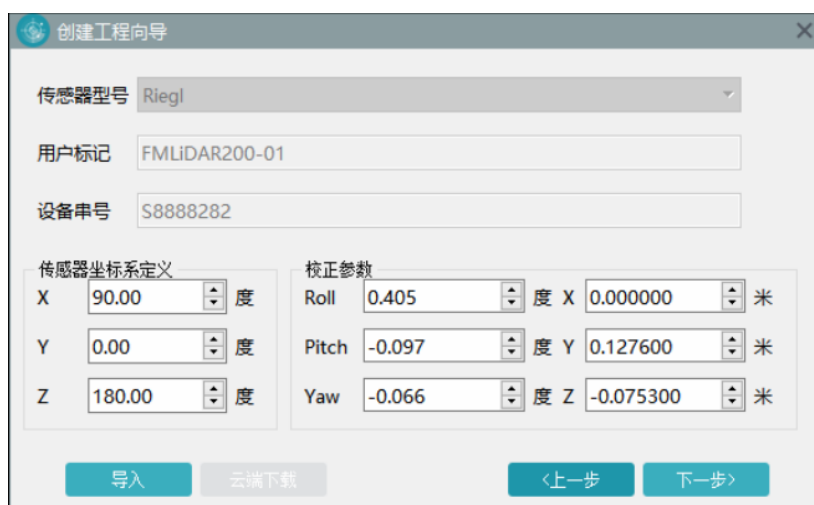 创建工程向导
传感器型号 Riegl
用户标记 FMLiDAR200-01
设备串号 S8888282
传感器坐标系定义 校正参数
X 90.00 度 Roll 0.405 度 X 0.000000 米
Y 0.00 度 Pitch -0.097 度 Y 0.127600 米
Z 180.00 度 Yaw -0.066 度 Z -0.075300 米
导入 云端下载 <上一步 下一步>